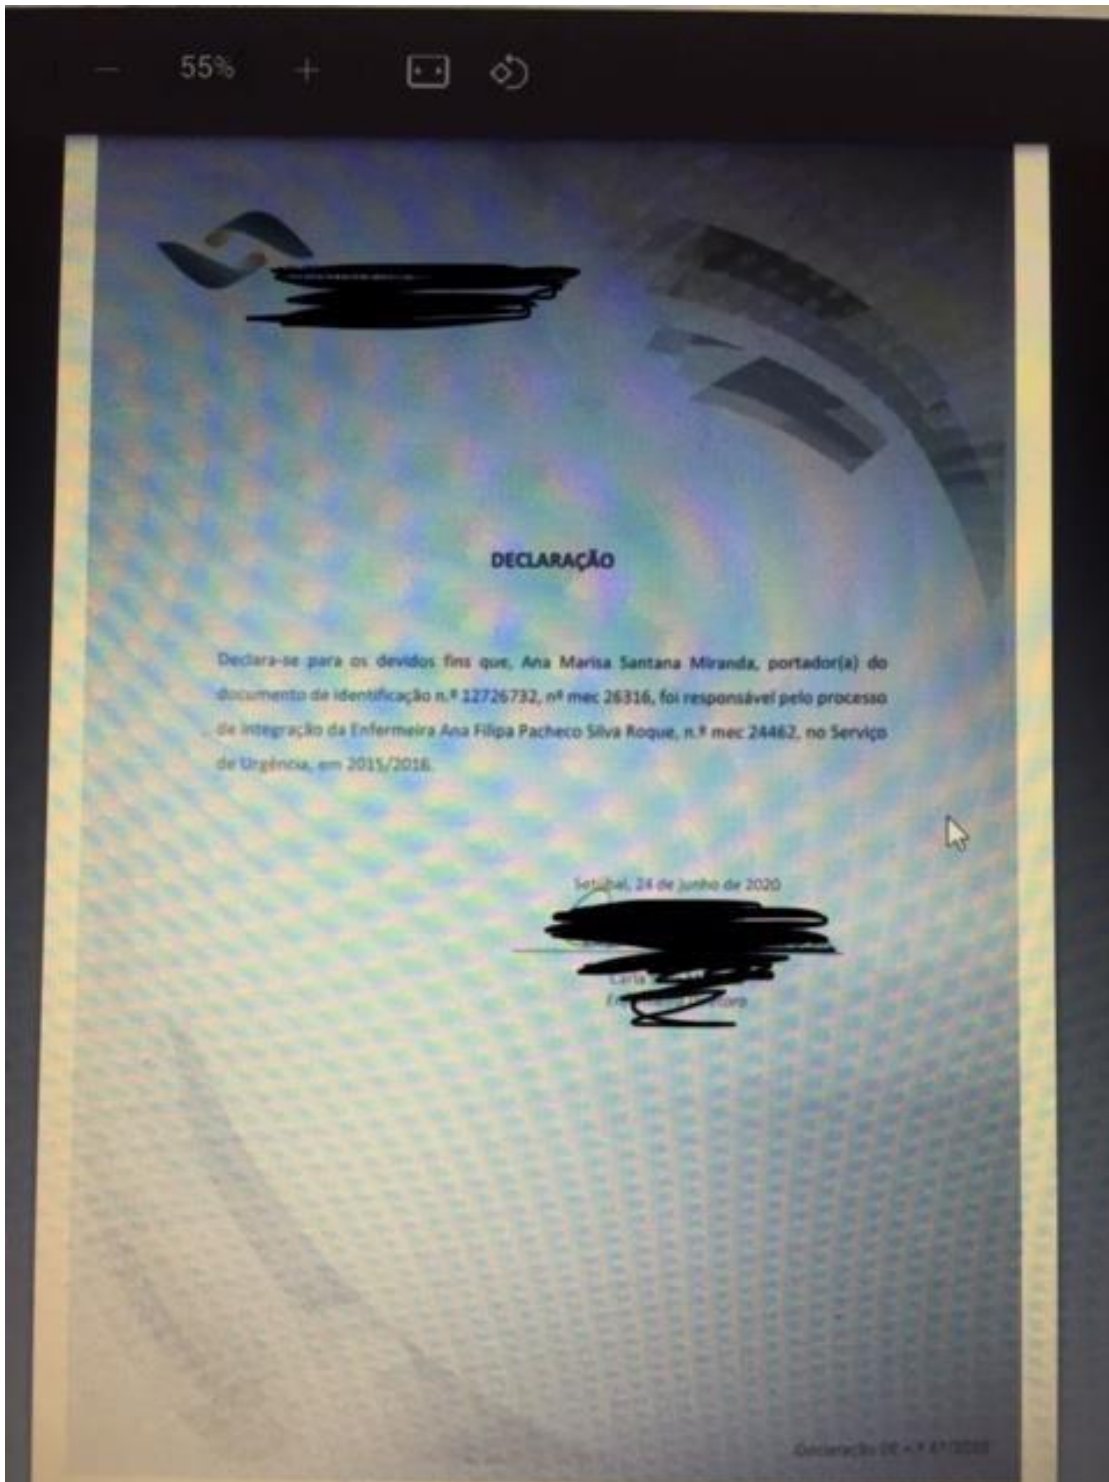 55%
DECLARAÇÃO
Declara-se para os devidos fins que, Ana Marisa Santana Miranda, portador(a) do
documento de identificação n.º 12726732, nº mec 26316, foi responsável pelo processo
de integração da Enfermeira Ana Filipa Pacheco Silva Roque, n.º mec 24462, no Serviço
de Urgência, em 2015/2016.
Setúbal, 24 de junho de 2020
Declaração DE n.º